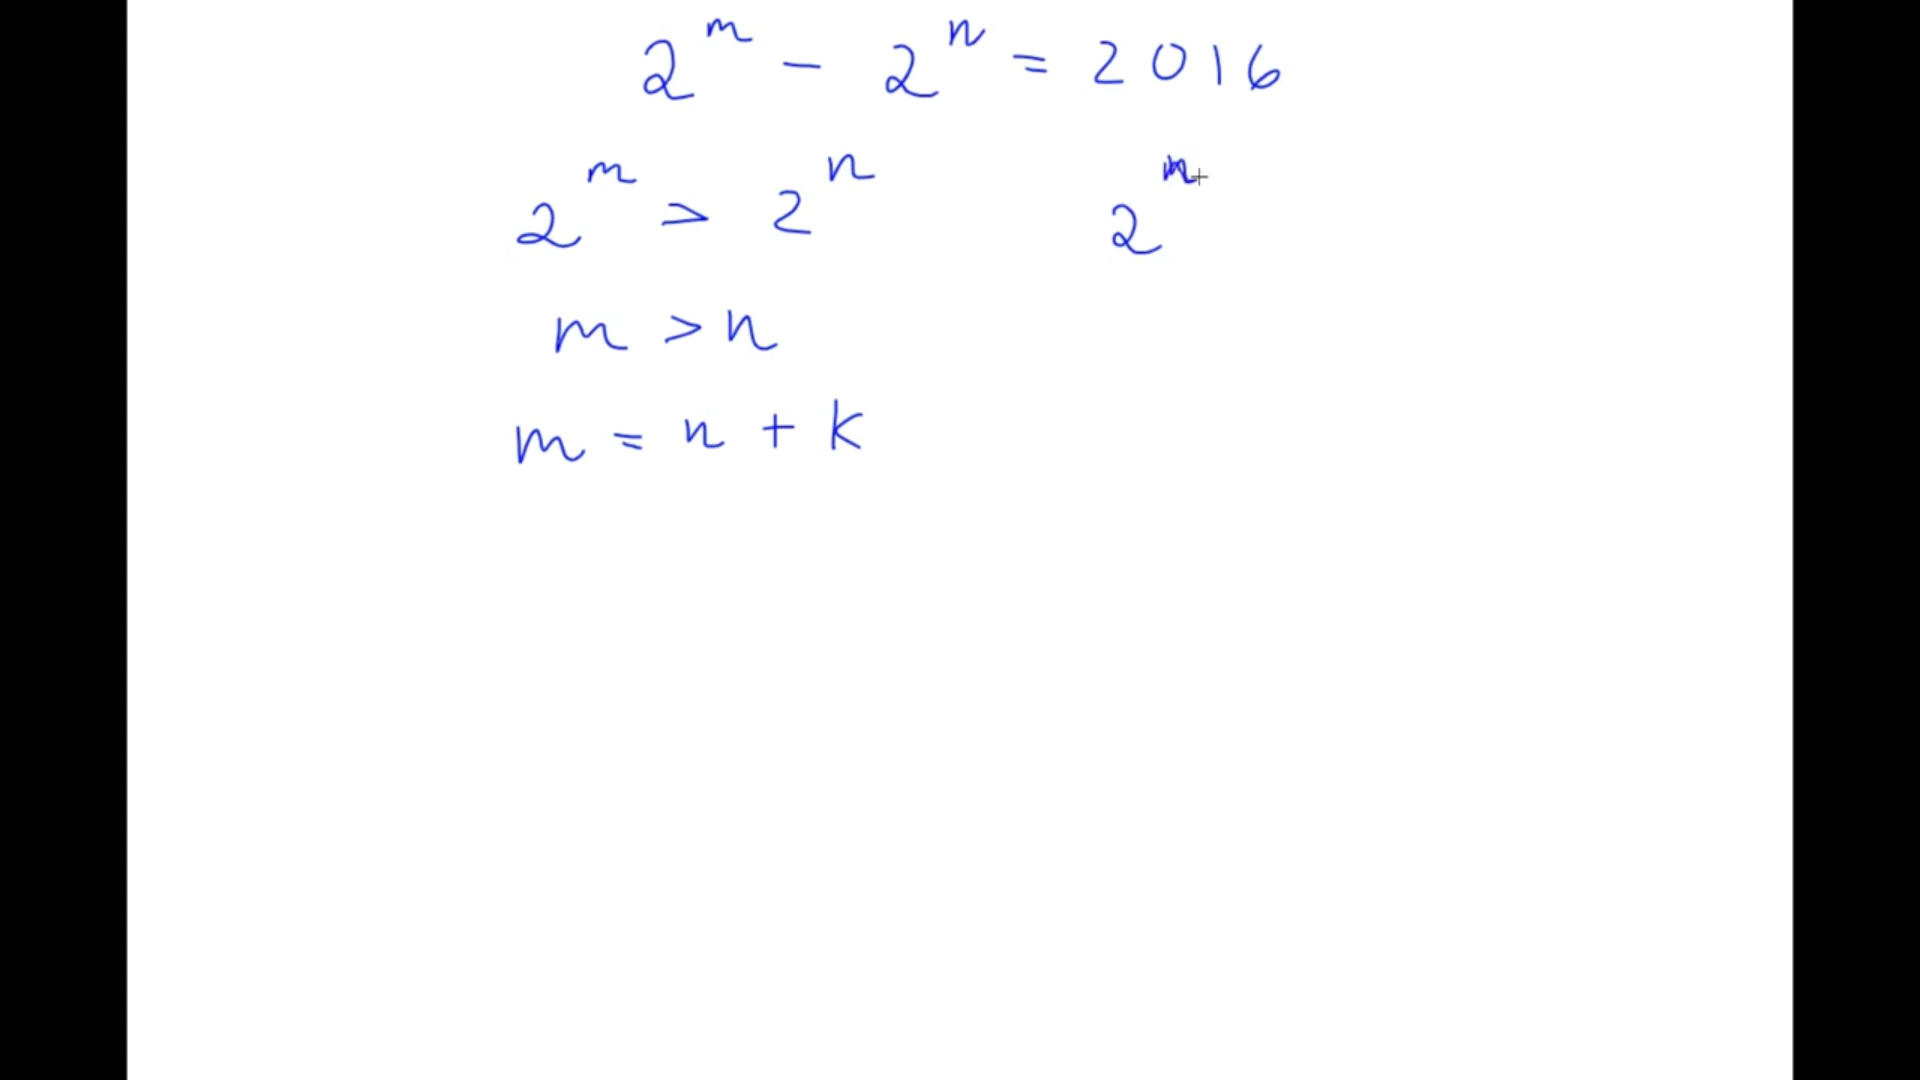 2^m - 2^n = 2016
2^m > 2^n 2^n
m > n
m = n + k